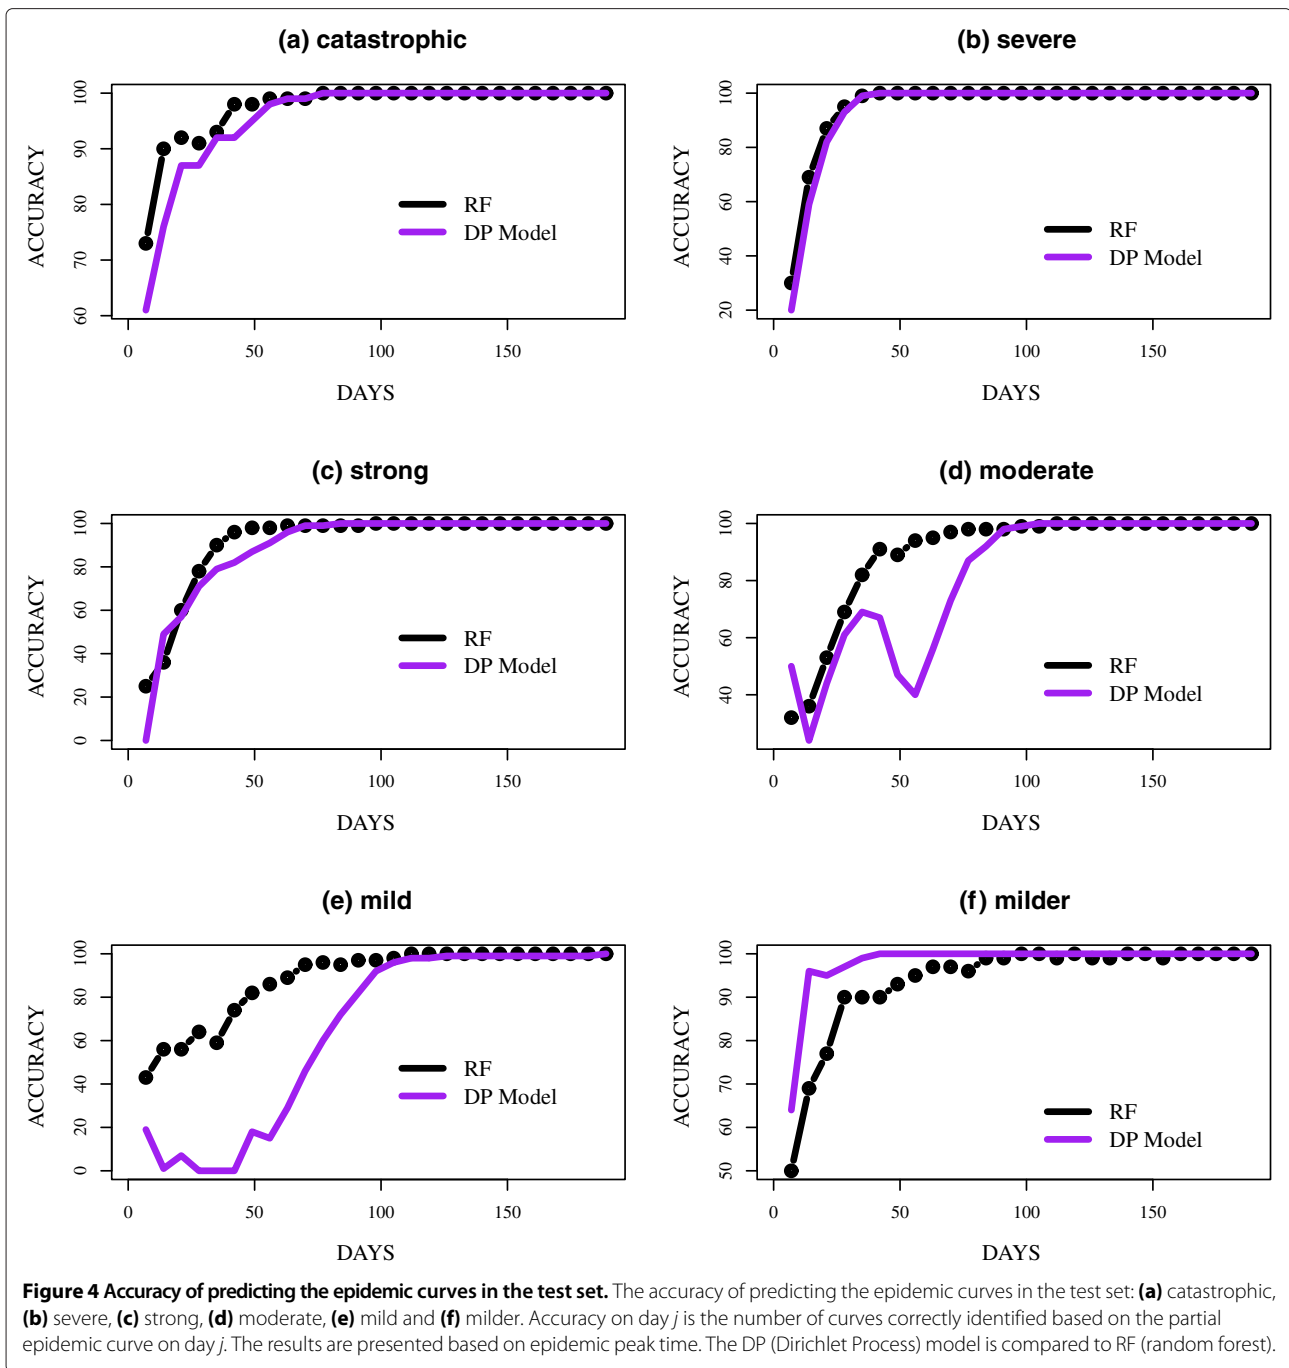 (a) catastrophic
ACCURACY
100
90
80
70
60
RF
DP Model
0 50 100 150
DAYS
(b) severe
ACCURACY
100
80
60
40
20
RF
DP Model
0 50 100 150
DAYS
(c) strong
ACCURACY
100
80
60
40
20
0
RF
DP Model
0 50 100 150
DAYS
(d) moderate
ACCURACY
100
80
60
40
RF
DP Model
0 50 100 150
DAYS
(e) mild
ACCURACY
100
80
60
40
20
0
RF
DP Model
0 50 100 150
DAYS
(f) milder
ACCURACY
100
90
80
70
60
50
RF
DP Model
0 50 100 150
DAYS
Figure 4 Accuracy of predicting the epidemic curves in the test set. The accuracy of predicting the epidemic curves in the test set: (a) catastrophic,
(b) severe, (c) strong, (d) moderate, (e) mild and (f) milder. Accuracy on day j is the number of curves correctly identified based on the partial
epidemic curve on day j. The results are presented based on epidemic peak time. The DP (Dirichlet Process) model is compared to RF (random forest).